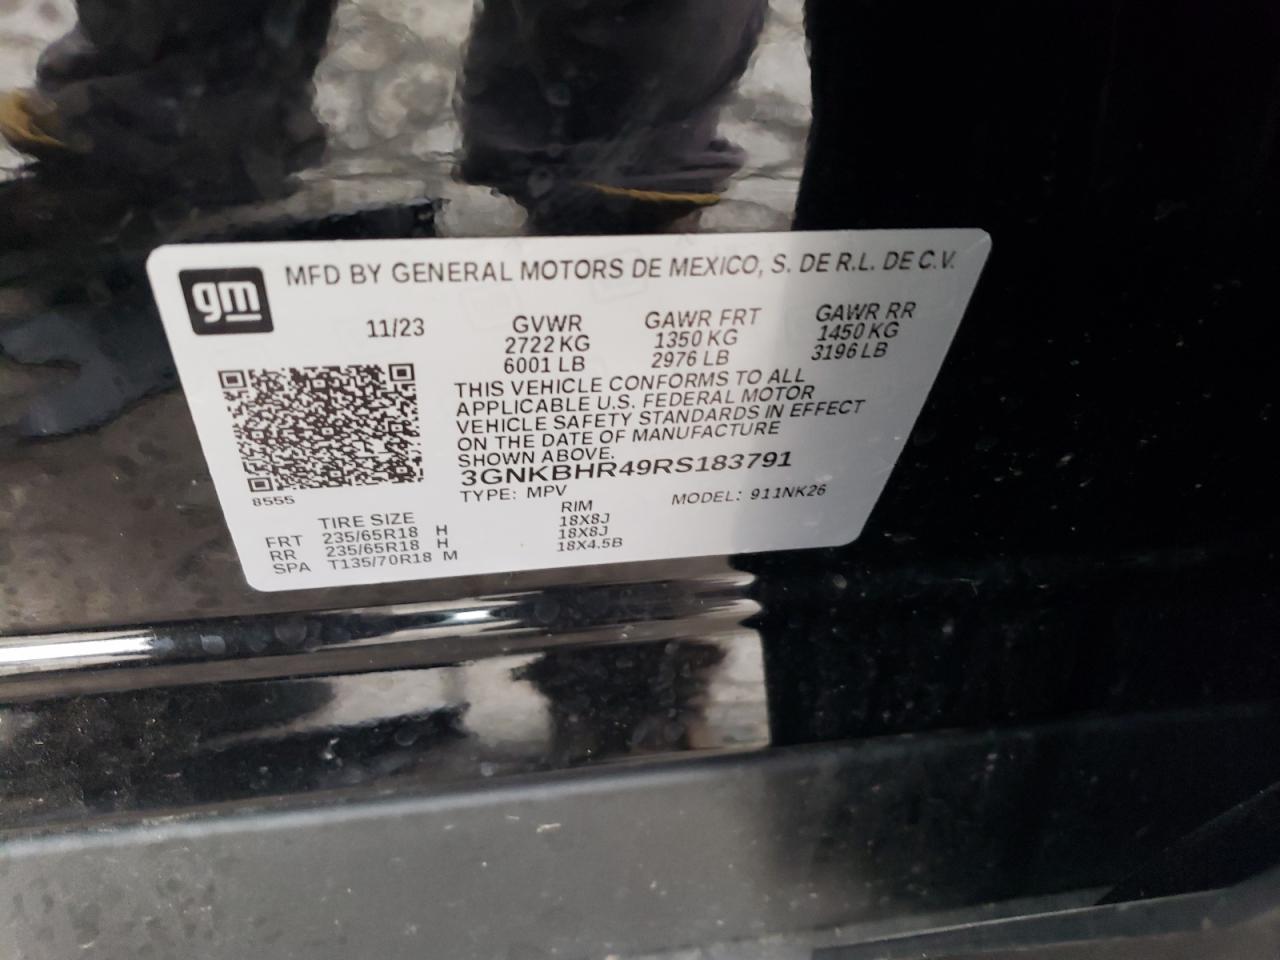 gm
MFD BY GENERAL MOTORS DE MEXICO, S. DE R.L. DE C.V.
11/23 GVWR GAWR FRT GAWR RR
2722 KG 1350 KG 1450 KG
6001 LB 2976 LB 3196 LB
THIS VEHICLE CONFORMS TO ALL
APPLICABLE U.S. FEDERAL MOTOR
VEHICLE SAFETY STANDARDS IN EFFECT
ON THE DATE OF MANUFACTURE
SHOWN ABOVE.
3GNKBHR49RS183791
8555 TYPE: MPV MODEL: 911NK26
TIRE SIZE RIM
FRT 235/65R18 H 18X8J
RR 235/65R18 H 18X8J
SPA T135/70R18 M 18X4.5B